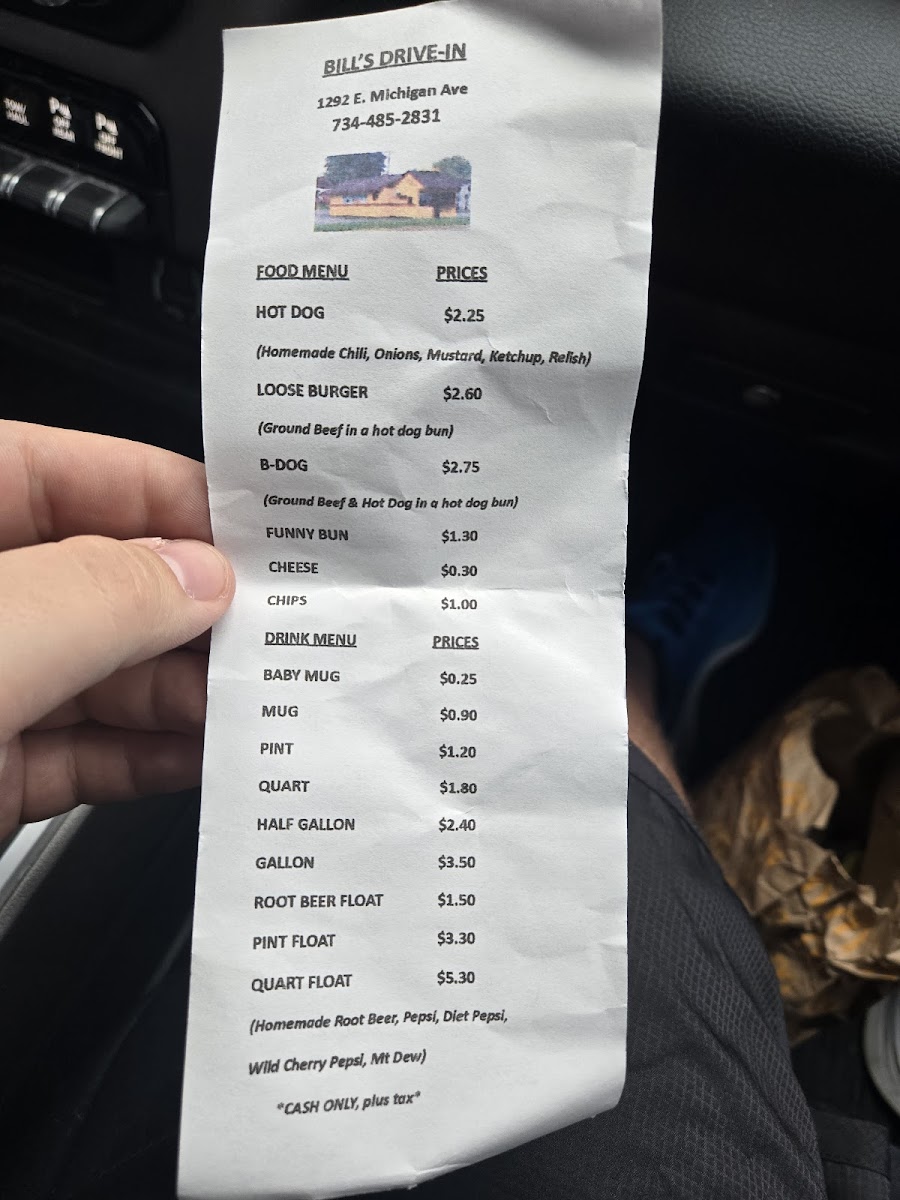 BILL'S DRIVE-IN
1292 E. Michigan Ave
734-485-2831
FOOD MENU PRICES
HOT DOG $2.25
(Homemade Chili, Onions, Mustard, Ketchup, Relish)
LOOSE BURGER $2.60
(Ground Beef in a hot dog bun)
B-DOG $2.75
(Ground Beef & Hot Dog in a hot dog bun)
FUNNY BUN $1.30
CHEESE $0.30
CHIPS $1.00
DRINK MENU PRICES
BABY MUG $0.25
MUG $0.90
PINT $1.20
QUART $1.80
HALF GALLON $2.40
GALLON $3.50
ROOT BEER FLOAT $1.50
PINT FLOAT $3.30
QUART FLOAT $5.30
(Homemade Root Beer, Pepsi, Diet Pepsi,
Wild Cherry Pepsi, Mt Dew)
*CASH ONLY, plus tax*
OFF
OFF